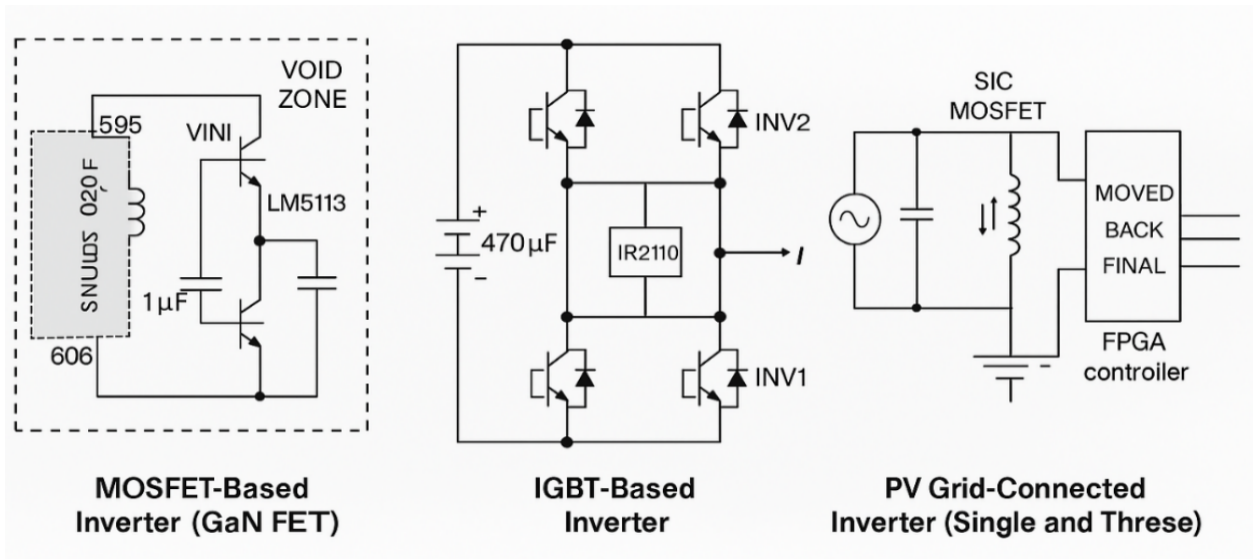 VOID
ZONE
595
VINI
LM5113
1µF
606
MOSFET-Based
Inverter (GaN FET)
INV2
+
470µF
-
IR2110
I
INV1
IGBT-Based
Inverter
SIC
MOSFET
MOVED
BACK
FINAL
-
FPGA
controiler
PV Grid-Connected
Inverter (Single and Threse)